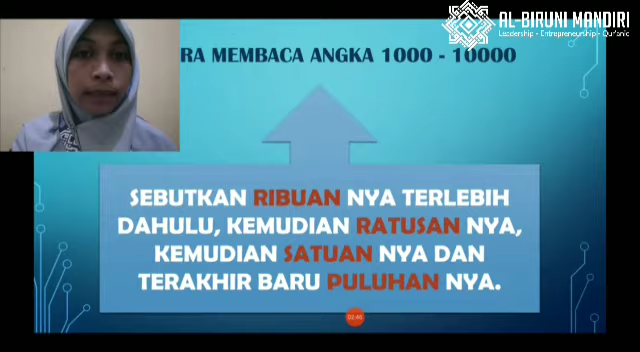 AL-BIRUNI MANDIRI
Leadership - Entrepreneurship - Qur'anic
RA MEMBACA ANGKA 1000 - 10000
SEBUTKAN RIBUAN NYA TERLEBIH
DAHULU, KEMUDIAN RATUSAN NYA,
KEMUDIAN SATUAN NYA DAN
TERAKHIR BARU PULUHAN NYA.
02:46